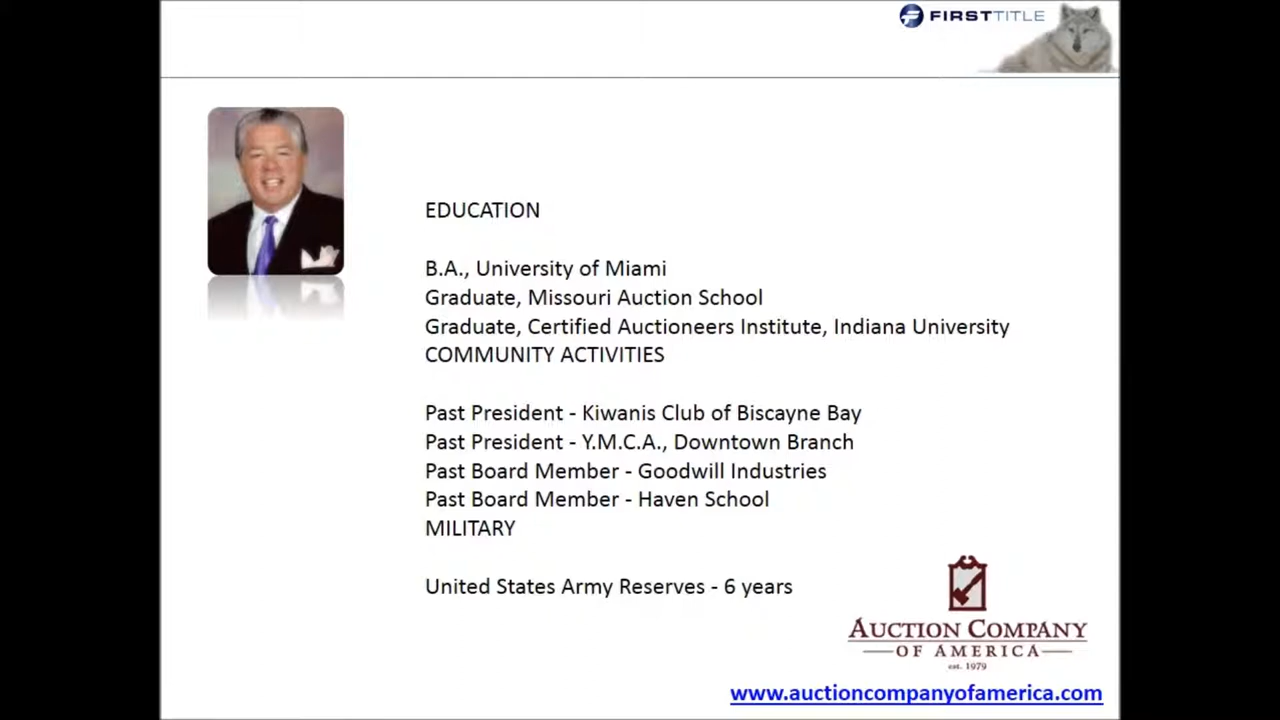 FIRSTTITLE
EDUCATION
B.A., University of Miami
Graduate, Missouri Auction School
Graduate, Certified Auctioneers Institute, Indiana University
COMMUNITY ACTIVITIES
Past President - Kiwanis Club of Biscayne Bay
Past President - Y.M.C.A., Downtown Branch
Past Board Member - Goodwill Industries
Past Board Member - Haven School
MILITARY
United States Army Reserves - 6 years
AUCTION COMPANY
OF AMERICA
est. 1979
www.auctioncompanyofamerica.com